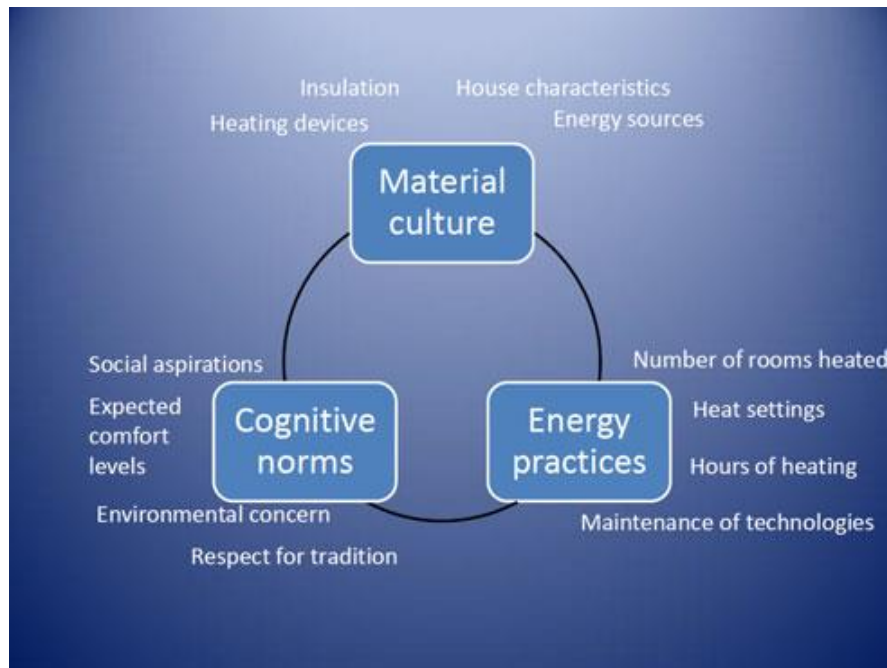 Insulation
House characteristics
Heating devices
Energy sources
Material
culture
Social aspirations
Expected
comfort
levels
Cognitive
norms
Environmental concern
Respect for tradition
Energy
practices
Number of rooms heated
Heat settings
Hours of heating
Maintenance of technologies